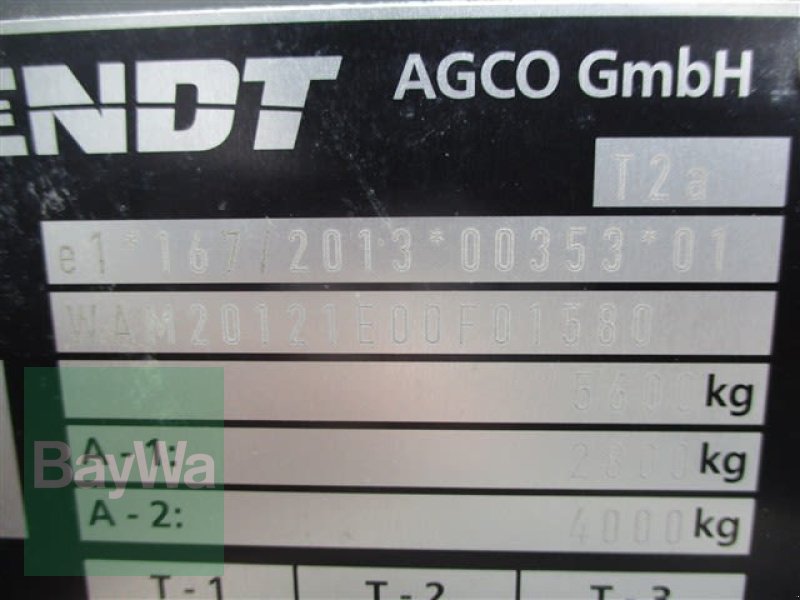 ENDT AGCO GmbH
T2a
e1*167/2013*00353*01
WAM20121E00F01580
5600 kg
A-1: 2800 kg
A-2: 4000 kg
BayWa
T-1 T-2 T-3